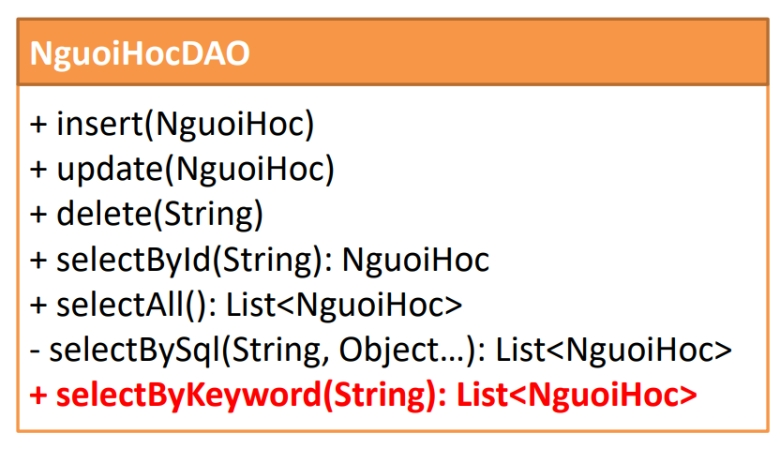 NguoiHocDAO
+ insert(NguoiHoc)
+ update(NguoiHoc)
+ delete(String)
+ selectById(String): NguoiHoc
+ selectAll(): List<NguoiHoc>
- selectBySql(String, Object…): List<NguoiHoc>
+ selectByKeyword(String): List<NguoiHoc>